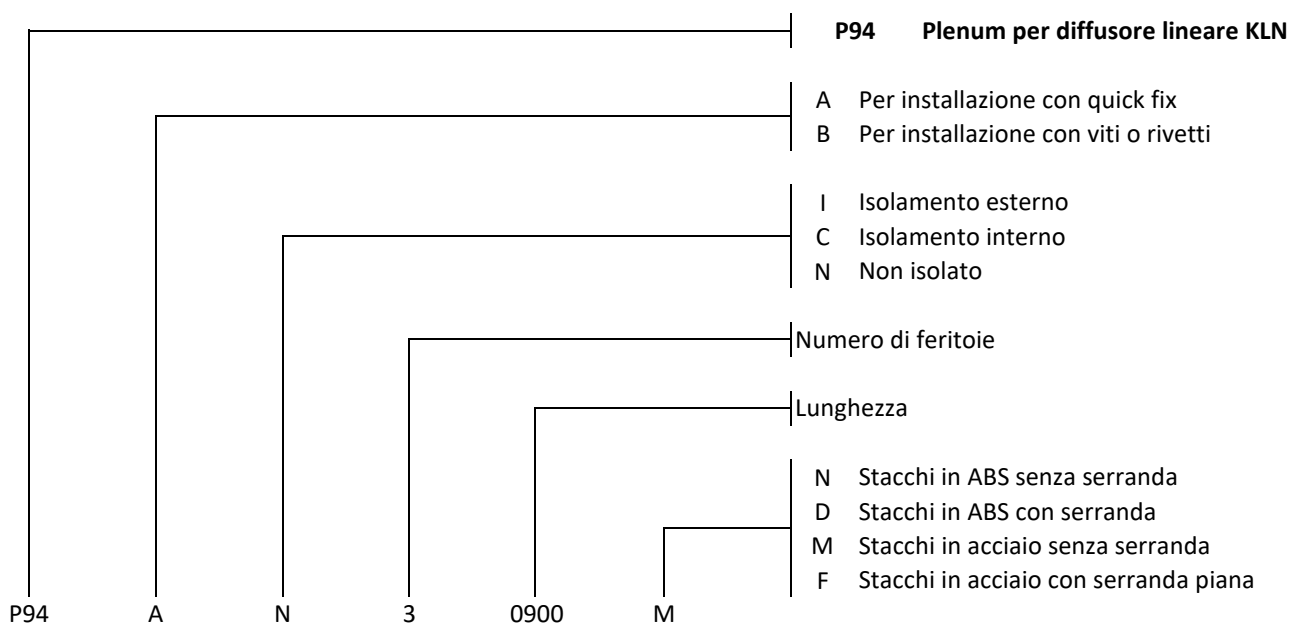 P94 Plenum per diffusore lineare KLN
A Per installazione con quick fix
B Per installazione con viti o rivetti
I Isolamento esterno
C Isolamento interno
N Non isolato
Numero di feritoie
Lunghezza
N Stacchi in ABS senza serranda
D Stacchi in ABS con serranda
M Stacchi in acciaio senza serranda
F Stacchi in acciaio con serranda piana
P94 A N 3 0900 M